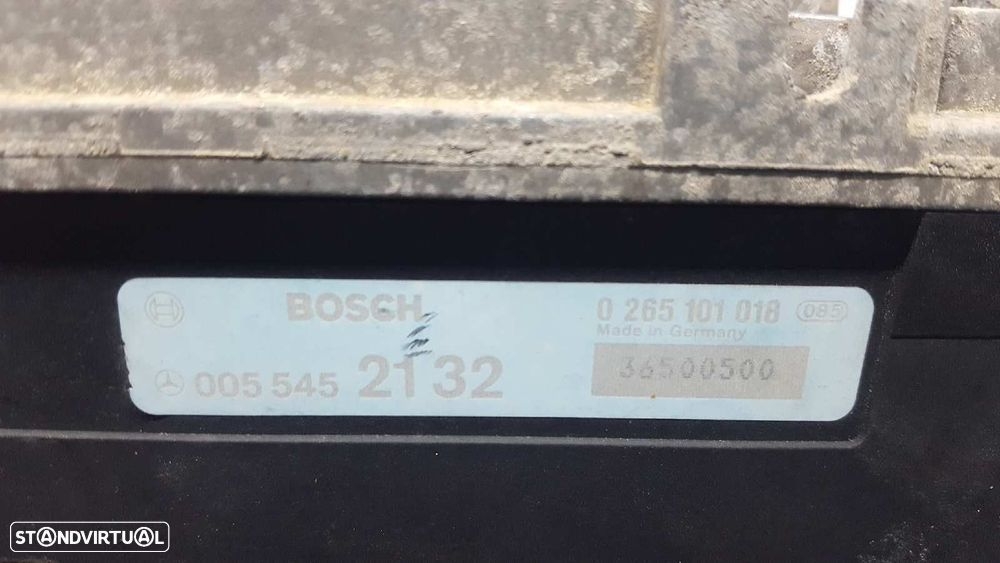 BOSCH
0 265 101 018 085
Made in Germany
005 545 2132
36500500
STANDVIRTUAL